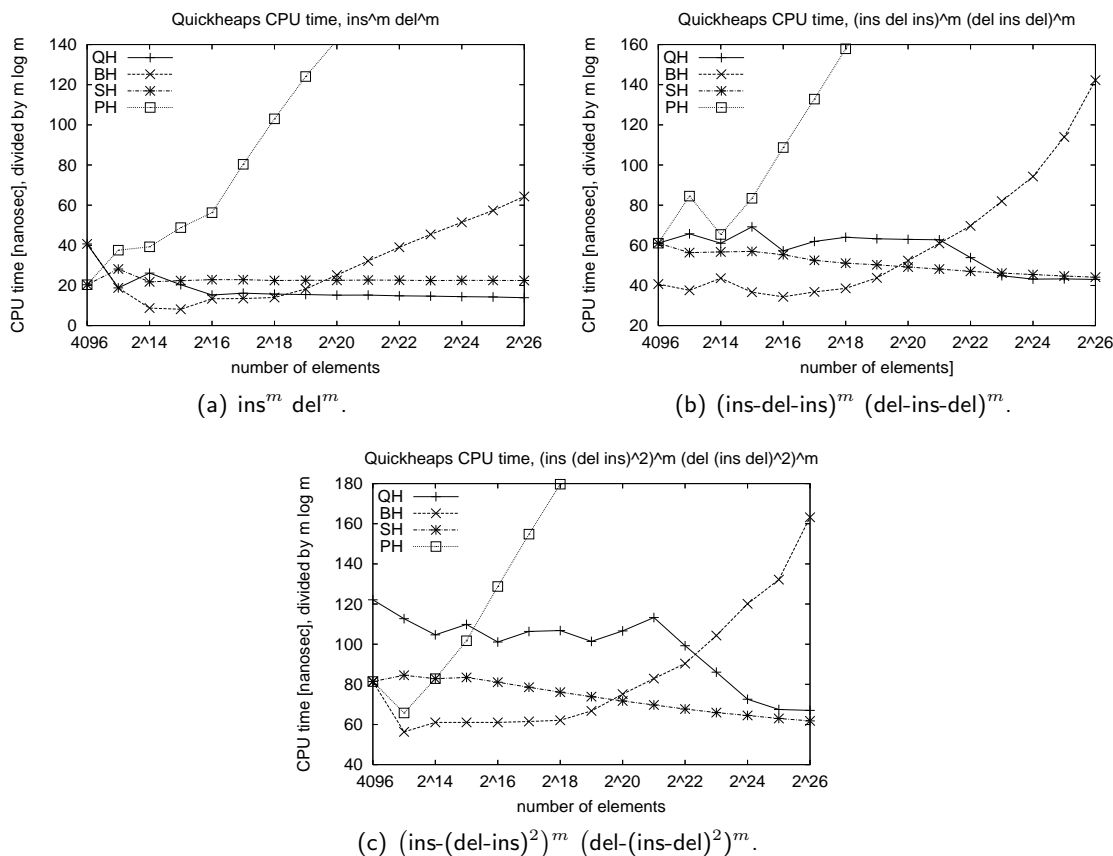 Quickheaps CPU time, ins^m del^m
CPU time [nanosec], divided by m log m
140
120
100
80
60
40
20
0
QH
BH
SH
PH
4096 2^14 2^16 2^18 2^20 2^22 2^24 2^26
number of elements
(a) ins^m del^m.
Quickheaps CPU time, (ins del ins)^m (del ins del)^m
CPU time [nanosec], divided by m log m
160
140
120
100
80
60
40
20
QH
BH
SH
PH
4096 2^14 2^16 2^18 2^20 2^22 2^24 2^26
number of elements]
(b) (ins-del-ins)^m (del-ins-del)^m.
Quickheaps CPU time, (ins (del ins)^2)^m (del (ins del)^2)^m
CPU time [nanosec], divided by m log m
180
160
140
120
100
80
60
40
QH
BH
SH
PH
4096 2^14 2^16 2^18 2^20 2^22 2^24 2^26
number of elements
(c) (ins-(del-ins)^2)^m (del-(ins-del)^2)^m.